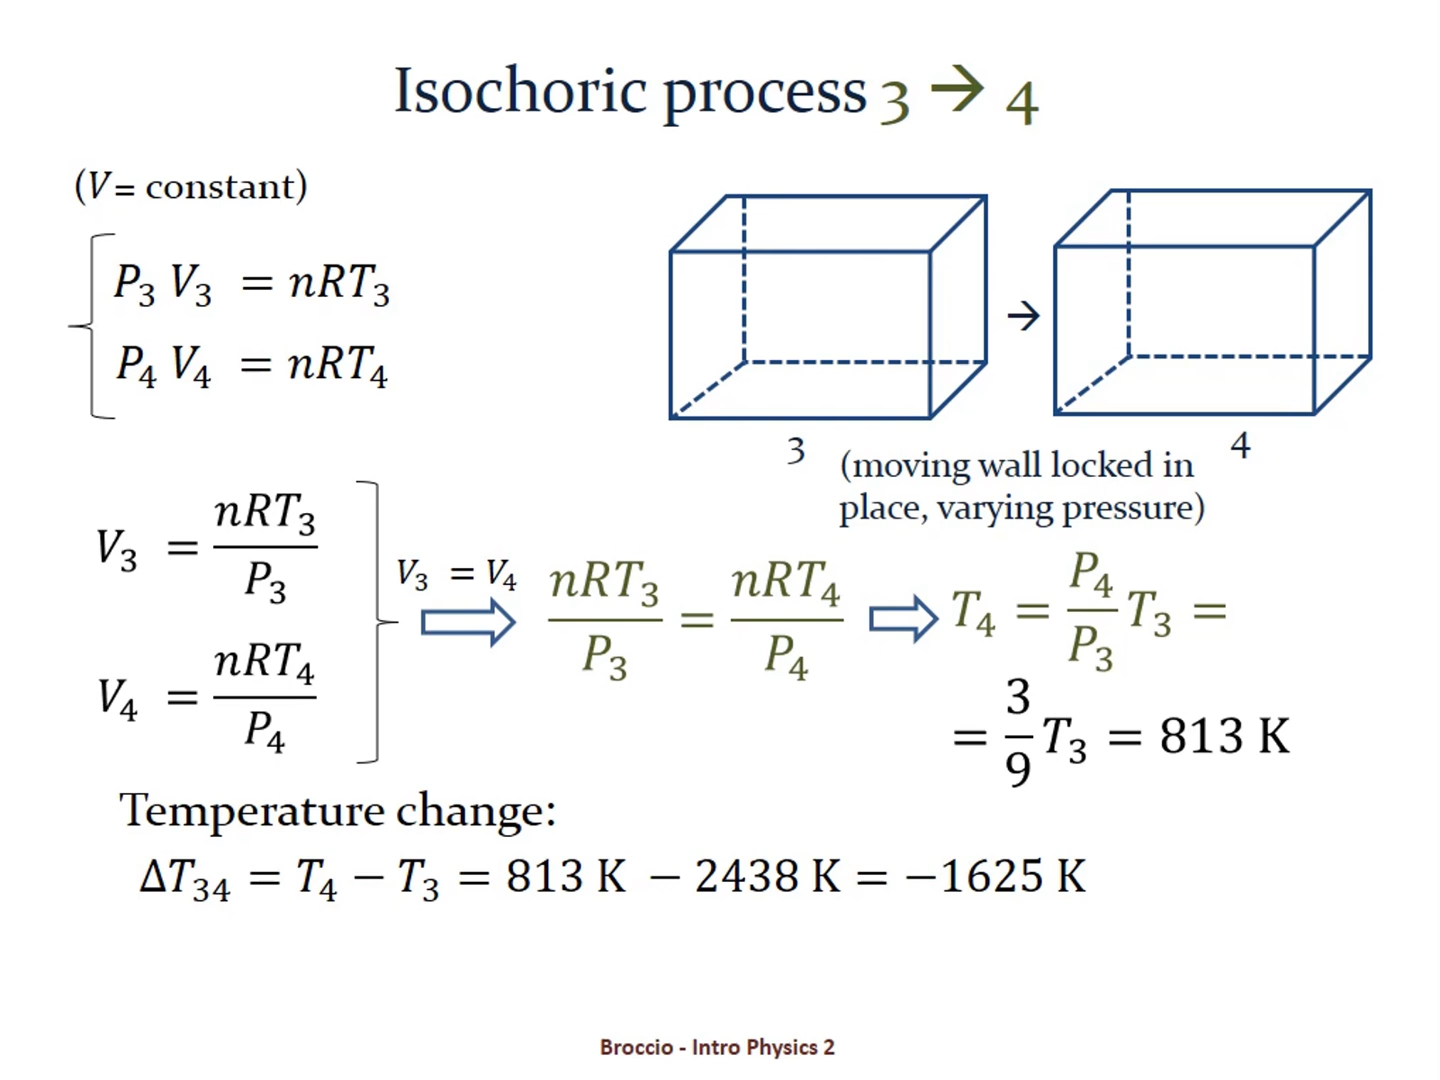 Isochoric process 3 → 4
(V = constant)
P₃ V₃ = nRT₃
P₄ V₄ = nRT₄
→
3
4
(moving wall locked in
place, varying pressure)
V₃ = nRT₃/P₃
V₄ = nRT₄/P₄
V₃ = V₄
nRT₃/P₃ = nRT₄/P₄
T₄ = P₄/P₃ T₃ =
= 3/9 T₃ = 813 K
Temperature change:
ΔT₃₄ = T₄ − T₃ = 813 K − 2438 K = −1625 K
Broccio - Intro Physics 2